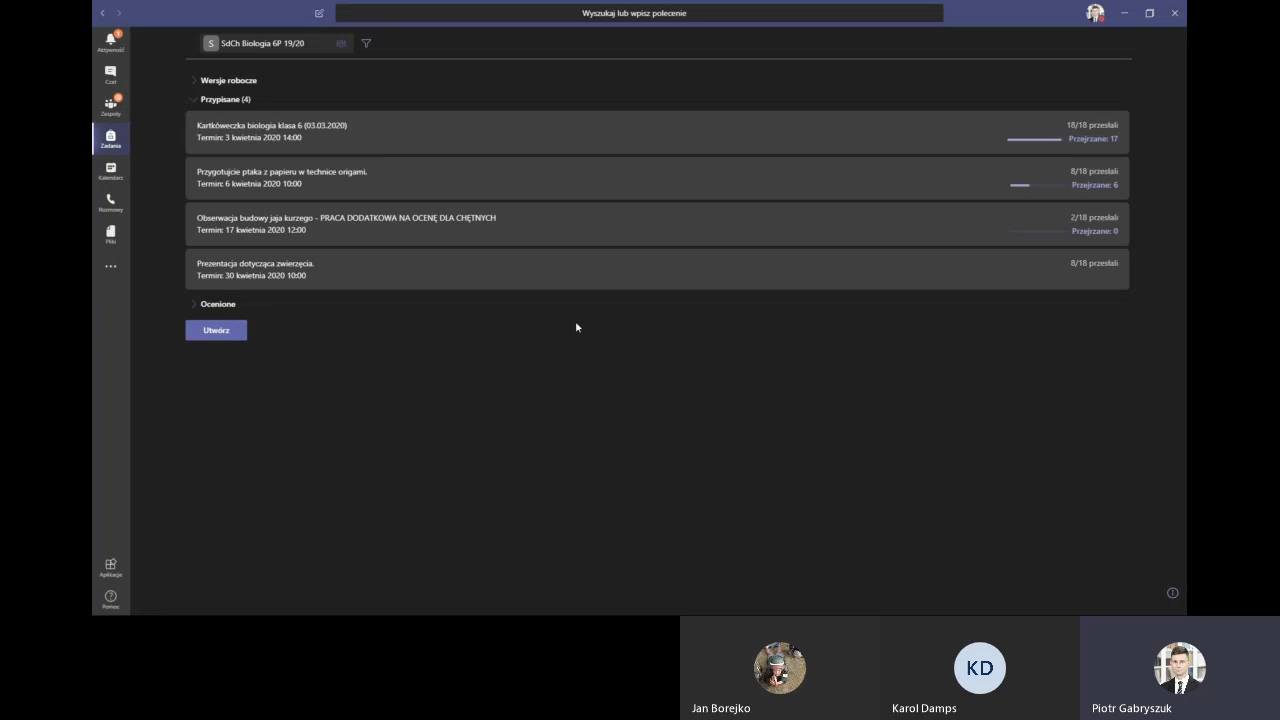 Wyszukaj lub wpisz polecenie
Aktywność
Czat
Zespoły
Zadania
Kalendarz
Rozmowy
Pliki
Aplikacje
Pomoc
S SdCh Biologia 6P 19/20
Wersje robocze
Przypisane (4)
Kartkóweczka biologia klasa 6 (03.03.2020)
18/18 przesłali
Termin: 3 kwietnia 2020 14:00
Przejrzane: 17
Przygotujcie ptaka z papieru w technice origami.
8/18 przesłali
Termin: 6 kwietnia 2020 10:00
Przejrzane: 6
Obserwacja budowy jaja kurzego - PRACA DODATKOWA NA OCENĘ DLA CHĘTNYCH
2/18 przesłali
Termin: 17 kwietnia 2020 12:00
Przejrzane: 0
Prezentacja dotycząca zwierzęcia.
8/18 przesłali
Termin: 30 kwietnia 2020 10:00
Ocenione
Utwórz
KD
Jan Borejko
Karol Damps
Piotr Gabryszuk